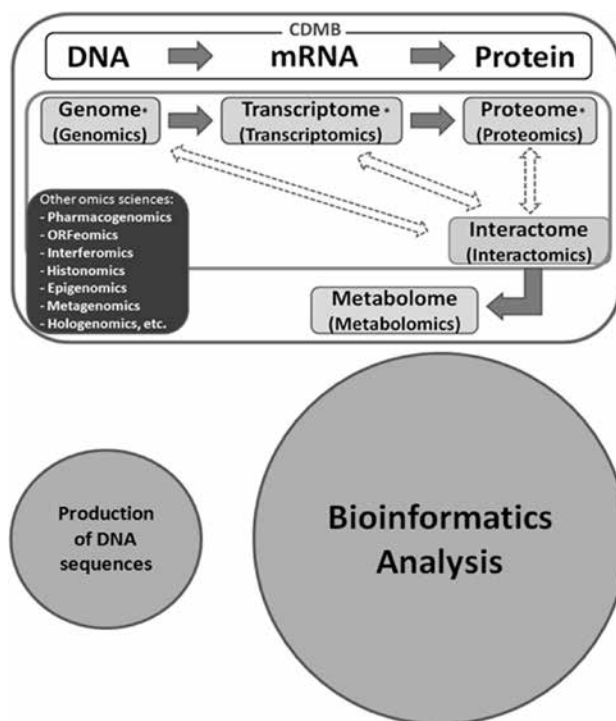 CDMB
DNA mRNA Protein
Genome* Transcriptome* Proteome*
(Genomics) (Transcriptomics) (Proteomics)
Other omics sciences:
- Pharmacogenomics
- ORFeomics
- Interferomics
- Histonomics
- Epigenomics
- Metagenomics
- Hologenomics, etc.
Interactome
(Interactomics)
Metabolome
(Metabolomics)
Production
of DNA
sequences
Bioinformatics
Analysis